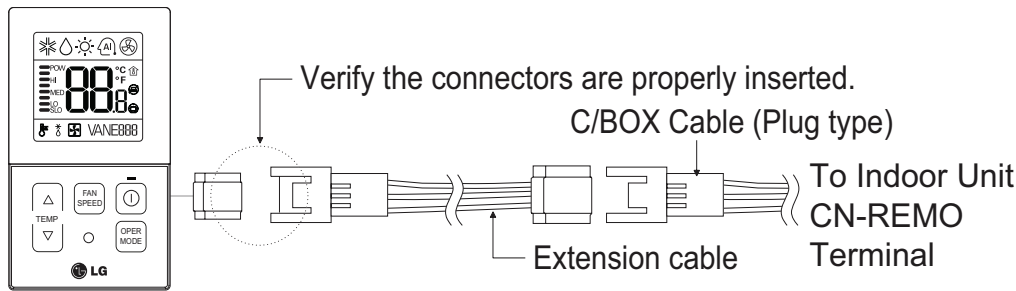 AI
POW
HI
MED
LO
SLO
88.8
°C
°F
VANE888
TEMP
FAN
SPEED
OPER
MODE
LG
Verify the connectors are properly inserted.
C/BOX Cable (Plug type)
Extension cable
To Indoor Unit
CN-REMO
Terminal